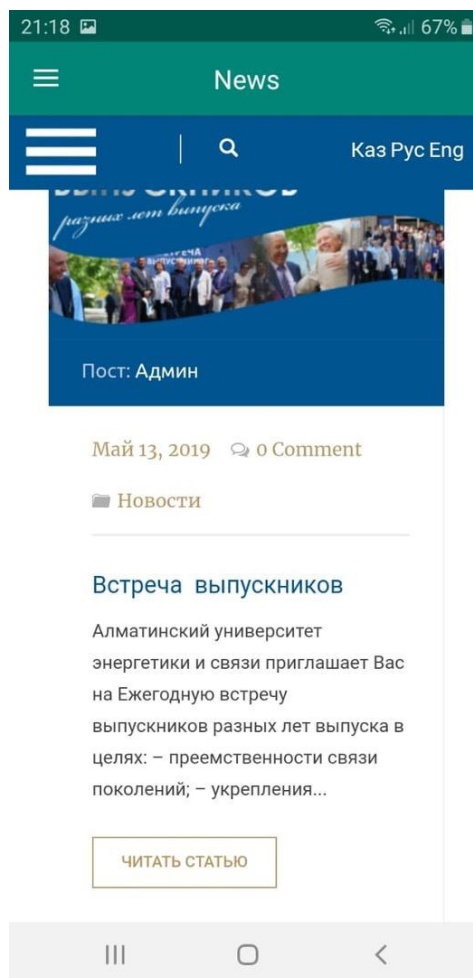 21:18 67%
News
Каз Рус Eng
разных лет выпуска
Пост: Админ
Май 13, 2019 0 Comment
Новости
Встреча выпускников
Алматинский университет
энергетики и связи приглашает Вас
на Ежегодную встречу
выпускников разных лет выпуска в
целях: – преемственности связи
поколений; – укрепления...
ЧИТАТЬ СТАТЬЮ